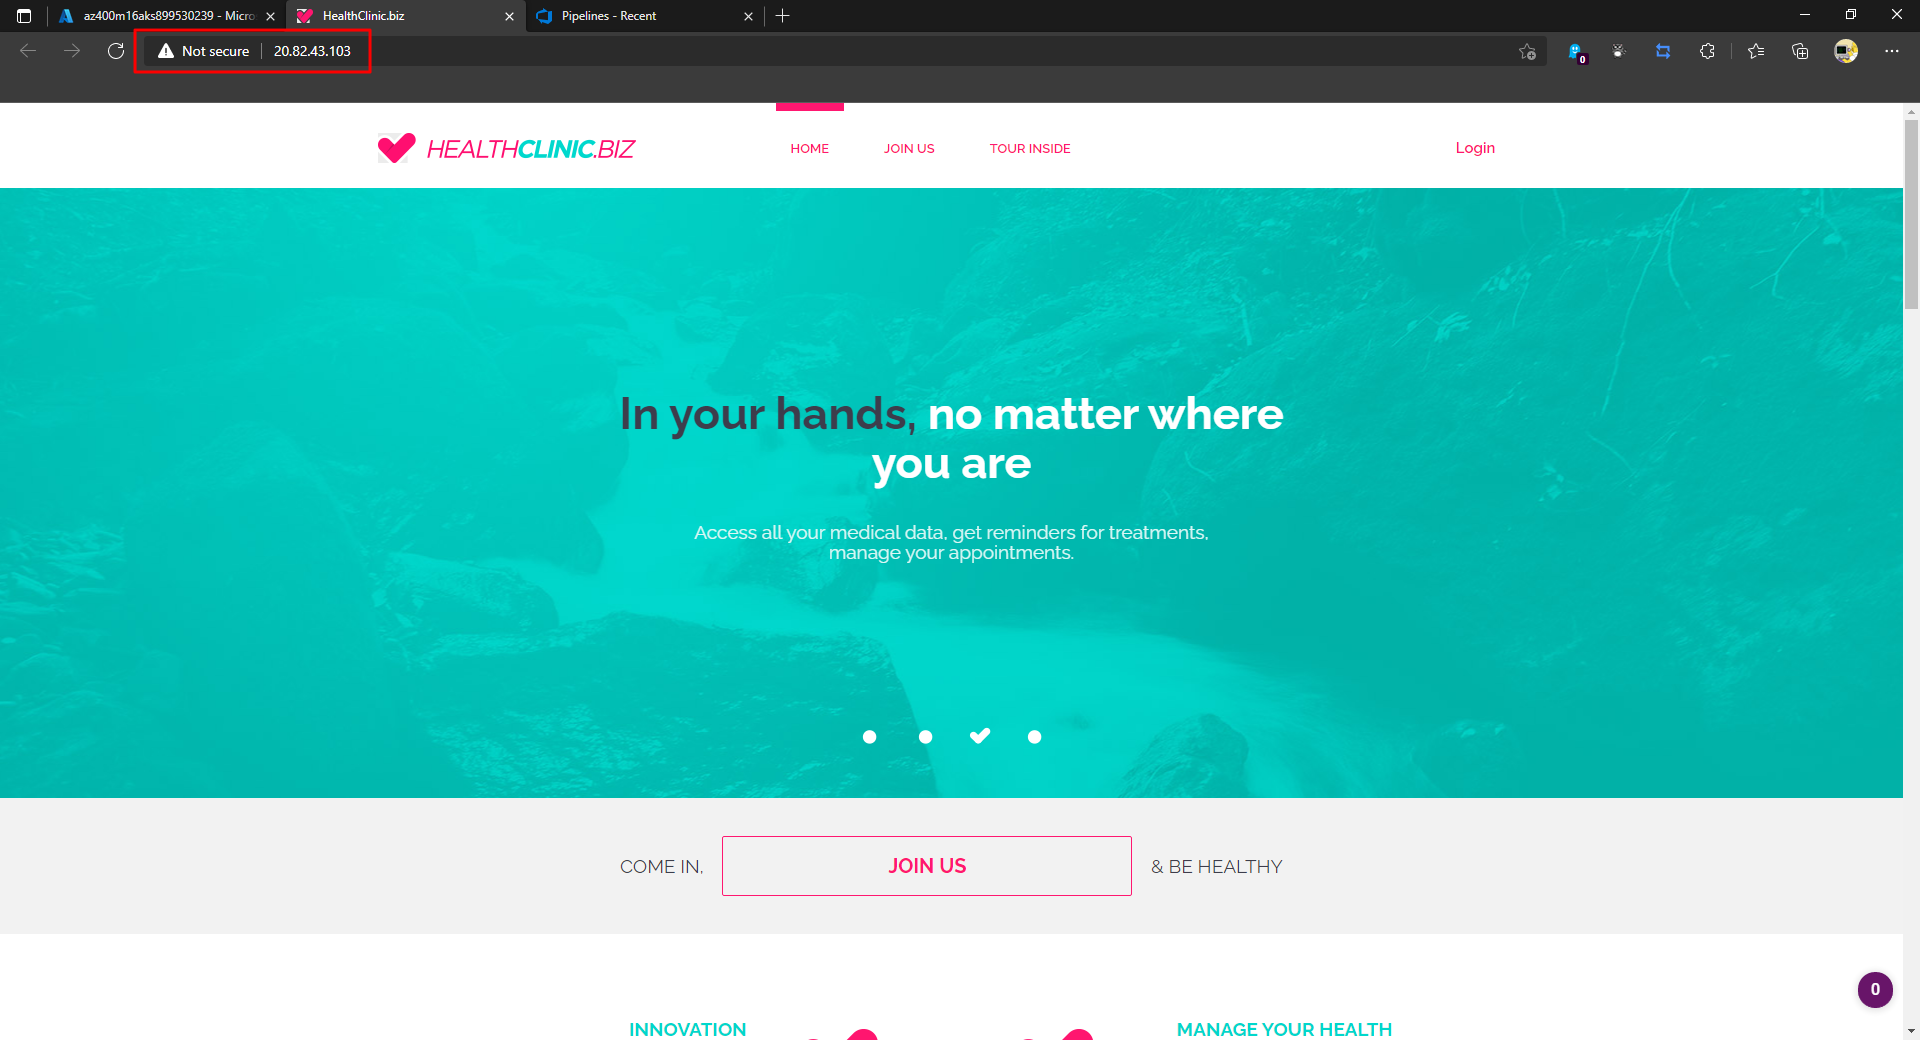 az400m16aks899530239 - Micro
HealthClinic.biz
Pipelines - Recent
Not secure
20.82.43.103
0
HEALTHCLINIC.BIZ
HOME
JOIN US
TOUR INSIDE
Login
In your hands, no matter where
you are
Access all your medical data, get reminders for treatments,
manage your appointments.
COME IN,
JOIN US
& BE HEALTHY
0
INNOVATION
MANAGE YOUR HEALTH